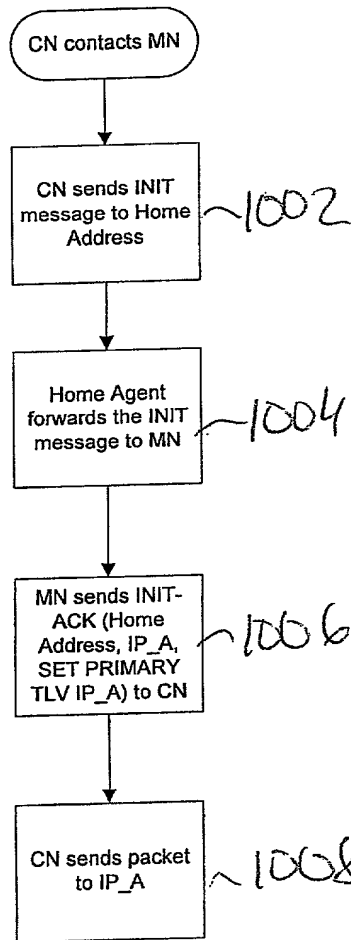 CN contacts MN
CN sends INIT
message to Home
Address
1002
Home Agent
forwards the INIT
message to MN
1004
MN sends INIT-
ACK (Home
Address, IP_A,
SET PRIMARY
TLV IP_A) to CN
1006
CN sends packet
to IP_A
1008